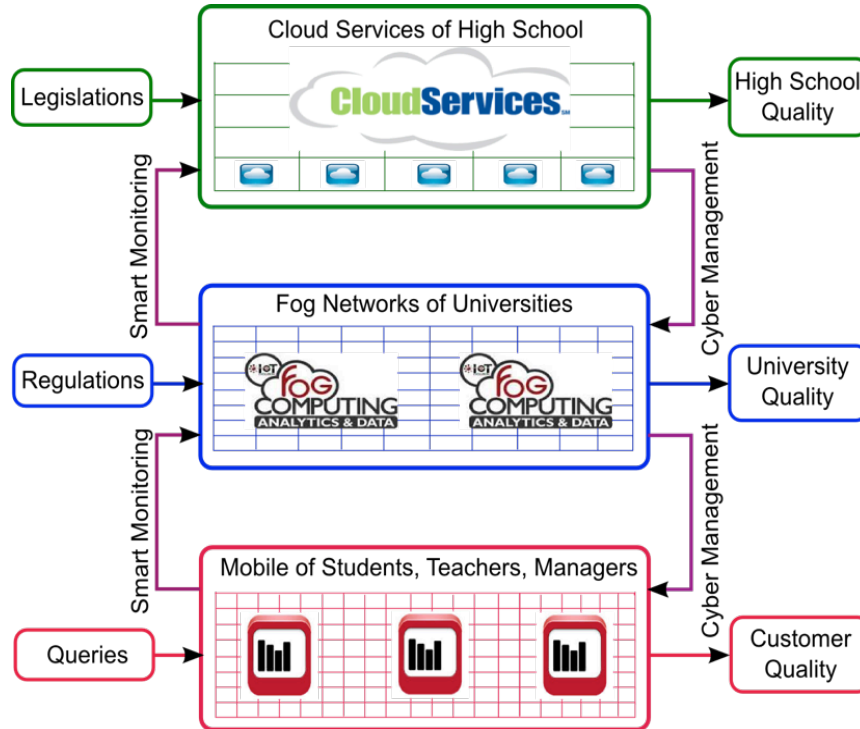 Cloud Services of High School
Legislations
CloudServices SM
High School
Quality
Smart Monitoring
Cyber Management
Fog Networks of Universities
Regulations
IoT
FOG
COMPUTING
ANALYTICS & DATA
IoT
FOG
COMPUTING
ANALYTICS & DATA
University
Quality
Smart Monitoring
Cyber Management
Mobile of Students, Teachers, Managers
Queries
Customer
Quality